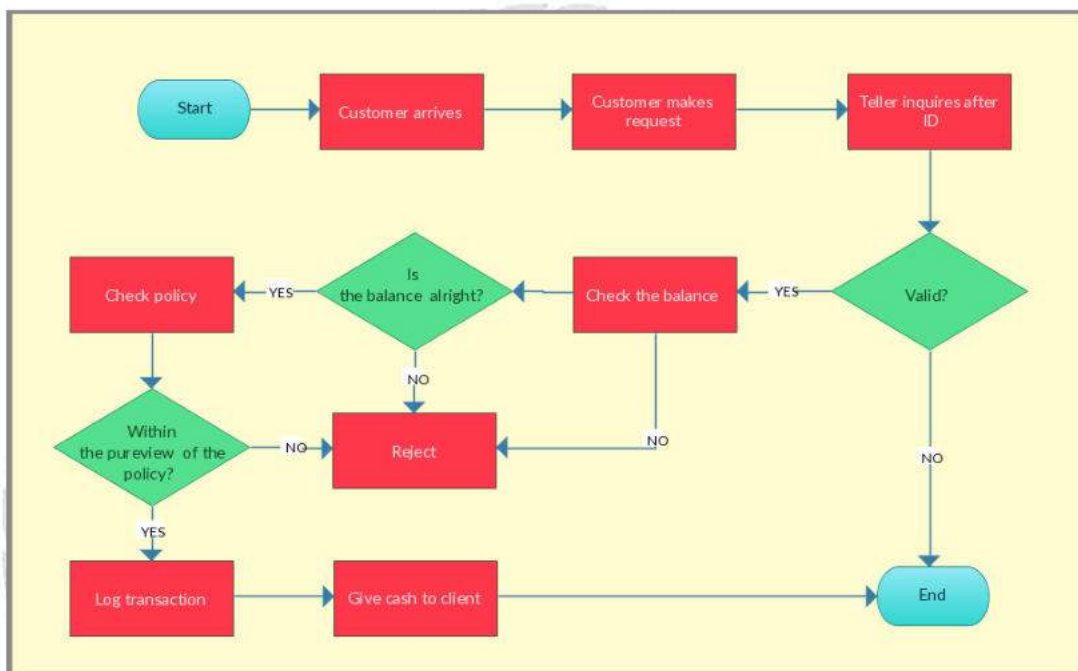 Start
Customer arrives
Customer makes
request
Teller inquires after
ID
Valid?
YES
Check the balance
Is
the balance alright?
YES
Check policy
NO
NO
Within
the pureview of the
policy?
NO
Reject
NO
YES
Log transaction
Give cash to client
End